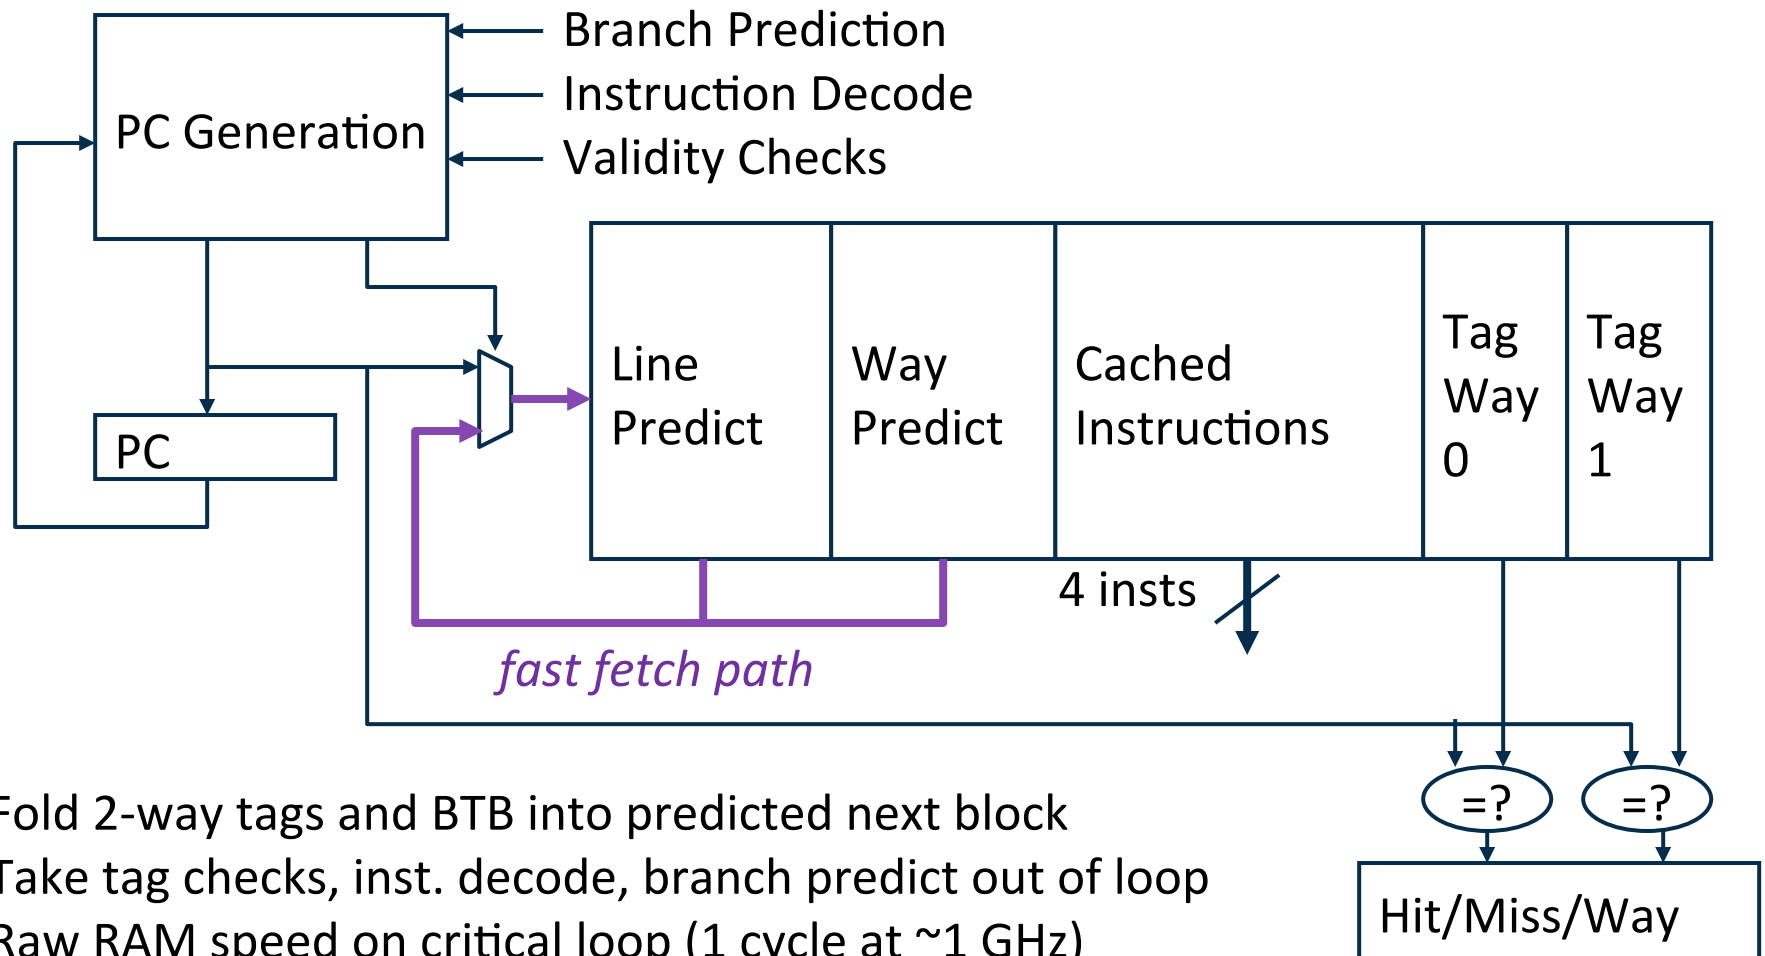 Branch Prediction
Instruction Decode
Validity Checks
PC Generation
PC
Line
Predict
Way
Predict
Cached
Instructions
Tag
Way
0
Tag
Way
1
4 insts
fast fetch path
=?
=?
Fold 2-way tags and BTB into predicted next block
Take tag checks, inst. decode, branch predict out of loop
Raw RAM speed on critical loop (1 cycle at ~1 GHz)
Hit/Miss/Way